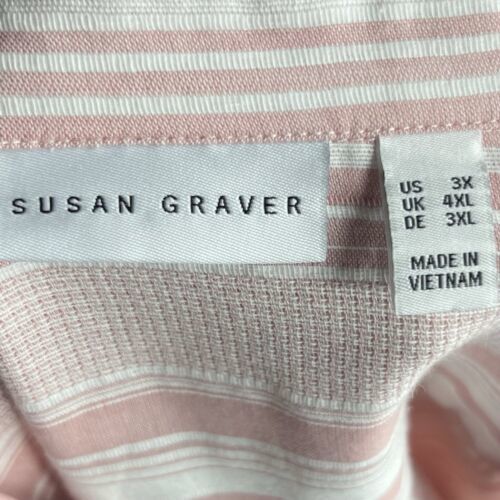 SUSAN GRAVER
US 3X
UK 4XL
DE 3XL
MADE IN
VIETNAM